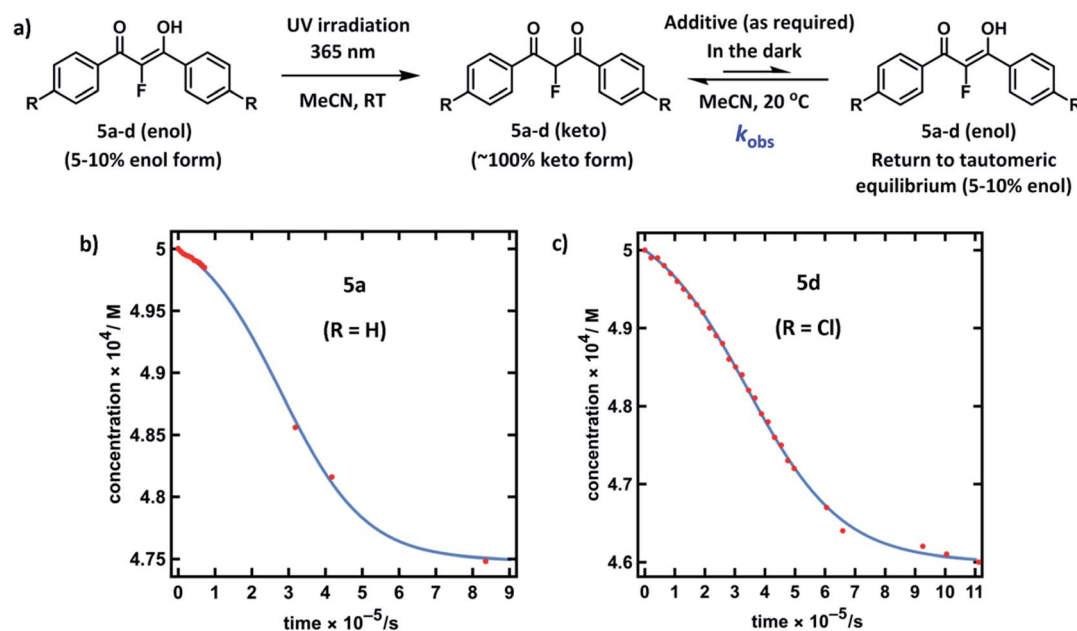 a)
O OH
F
R R
5a-d (enol)
(5-10% enol form)
UV irradiation
365 nm
MeCN, RT
O O
F
R R
5a-d (keto)
(~100% keto form)
Additive (as required)
In the dark
MeCN, 20 °C
kobs
O OH
F
R R
5a-d (enol)
Return to tautomeric
equilibrium (5-10% enol)
b)
5a
(R = H)
concentration × 10⁴/ M
5
4.95
4.9
4.85
4.8
4.75
0 1 2 3 4 5 6 7 8 9
time × 10⁻⁵/s
c)
5d
(R = Cl)
concentration × 10⁴/ M
5
4.9
4.8
4.7
4.6
0 1 2 3 4 5 6 7 8 9 10 11
time × 10⁻⁵/s